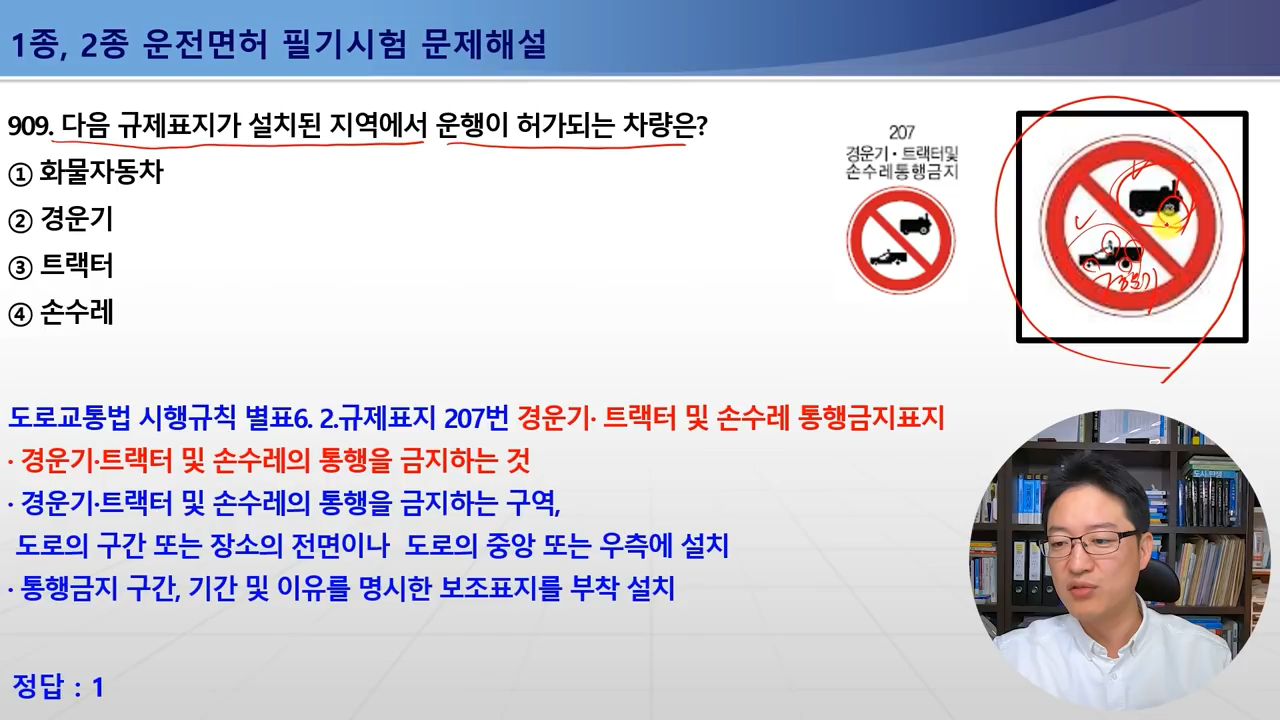 1종, 2종 운전면허 필기시험 문제해설
909. 다음 규제표지가 설치된 지역에서 운행이 허가되는 차량은?
① 화물자동차
② 경운기
③ 트랙터
④ 손수레
207
경운기・트랙터및
손수레통행금지
경운기
도로교통법 시행규칙 별표6. 2.규제표지 207번 경운기· 트랙터 및 손수레 통행금지표지
· 경운기·트랙터 및 손수레의 통행을 금지하는 것
· 경운기·트랙터 및 손수레의 통행을 금지하는 구역,
도로의 구간 또는 장소의 전면이나 도로의 중앙 또는 우측에 설치
· 통행금지 구간, 기간 및 이유를 명시한 보조표지를 부착 설치
정답 : 1